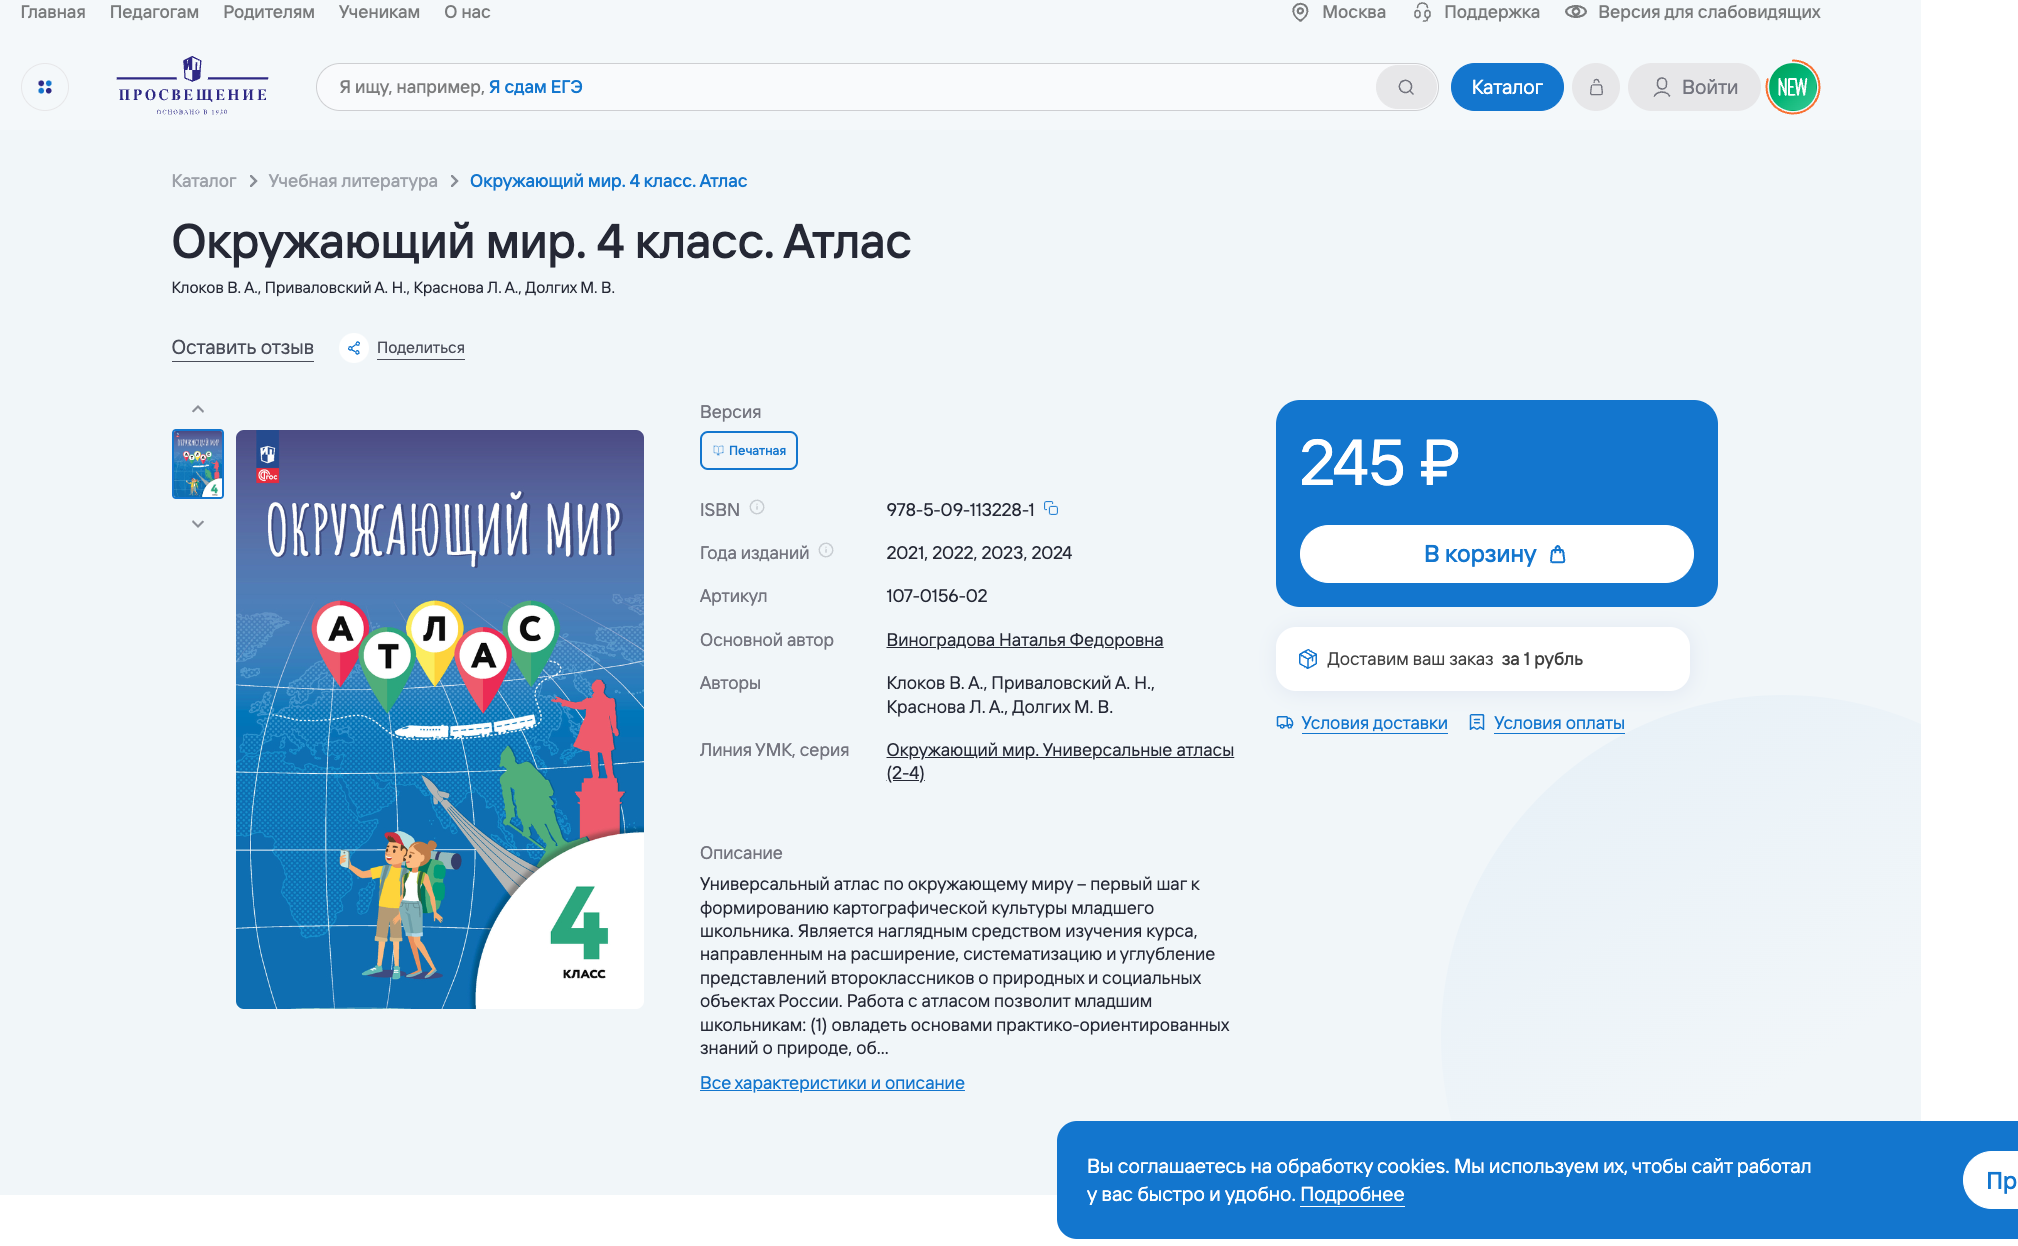 Главная Педагогам Родителям Ученикам О нас
Москва Поддержка Версия для слабовидящих
ПРОСВЕЩЕНИЕ
ОСНОВАНО В 1930
Я ищу, например, Я сдам ЕГЭ
Каталог
Войти
NEW
Каталог Учебная литература Окружающий мир. 4 класс. Атлас
Окружающий мир. 4 класс. Атлас
Клоков В. А., Приваловский А. Н., Краснова Л. А., Долгих М. В.
Оставить отзыв Поделиться
ОКРУЖАЮЩИЙ МИР
АТЛАС
4
КЛАСС
Версия
Печатная
ISBN 978-5-09-113228-1
Года изданий 2021, 2022, 2023, 2024
Артикул 107-0156-02
Основной автор Виноградова Наталья Федоровна
Авторы Клоков В. А., Приваловский А. Н.,
Краснова Л. А., Долгих М. В.
Линия УМК, серия Окружающий мир. Универсальные атласы
(2-4)
Описание
Универсальный атлас по окружающему миру – первый шаг к
формированию картографической культуры младшего
школьника. Является наглядным средством изучения курса,
направленным на расширение, систематизацию и углубление
представлений второклассников о природных и социальных
объектах России. Работа с атласом позволит младшим
школьникам: (1) овладеть основами практико-ориентированных
знаний о природе, об...
Все характеристики и описание
245 ₽
В корзину
Доставим ваш заказ за 1 рубль
Условия доставки Условия оплаты
Вы соглашаетесь на обработку cookies. Мы используем их, чтобы сайт работал
у вас быстро и удобно. Подробнее
Пр